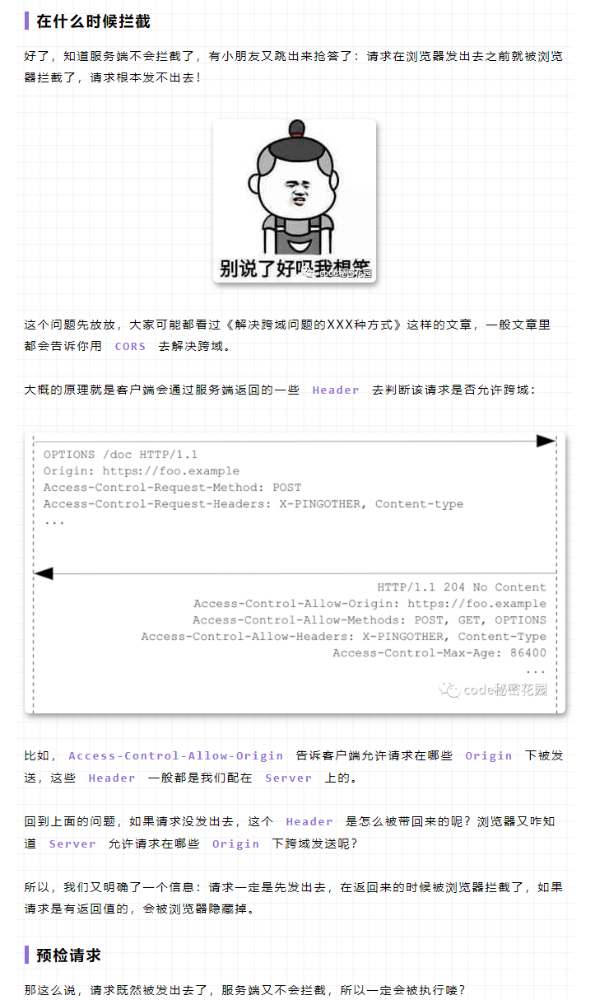 在什么时候拦截
好了，知道服务端不会拦截了，有小朋友又跳出来抢答了：请求在浏览器发出去之前就被浏览
器拦截了，请求根本发不出去！
别说了好吗我想笑
code秘密花园
这个问题先放放，大家可能都看过《解决跨域问题的XXX种方式》这样的文章，一般文章里
都会告诉你用 CORS 去解决跨域。
大概的原理就是客户端会通过服务端返回的一些 Header 去判断该请求是否允许跨域：
OPTIONS /doc HTTP/1.1
Origin: https://foo.example
Access-Control-Request-Method: POST
Access-Control-Request-Headers: X-PINGOTHER, Content-type
...
HTTP/1.1 204 No Content
Access-Control-Allow-Origin: https://foo.example
Access-Control-Allow-Methods: POST, GET, OPTIONS
Access-Control-Allow-Headers: X-PINGOTHER, Content-Type
Access-Control-Max-Age: 86400
...
code秘密花园
比如，Access-Control-Allow-Origin 告诉客户端允许请求在哪些 Origin 下被发
送，这些 Header 一般都是我们配在 Server 上的。
回到上面的问题，如果请求没发出去，这个 Header 是怎么被带回来的呢？浏览器又咋知
道 Server 允许请求在哪些 Origin 下跨域发送呢？
所以，我们又明确了一个信息：请求一定是先发出去，在返回来的时候被浏览器拦截了，如果
请求是有返回值的，会被浏览器隐藏掉。
预检请求
那这么说，请求既然被发出去了，服务端又不会拦截，所以一定会被执行喽？